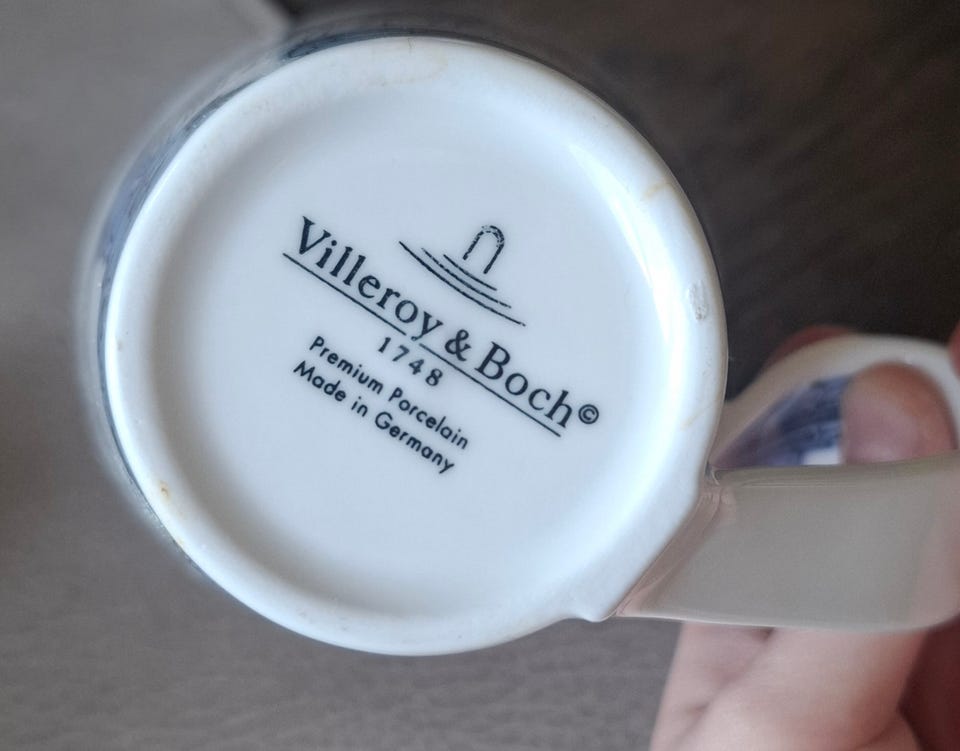 Villeroy & Boch©
1748
Premium Porcelain
Made in Germany